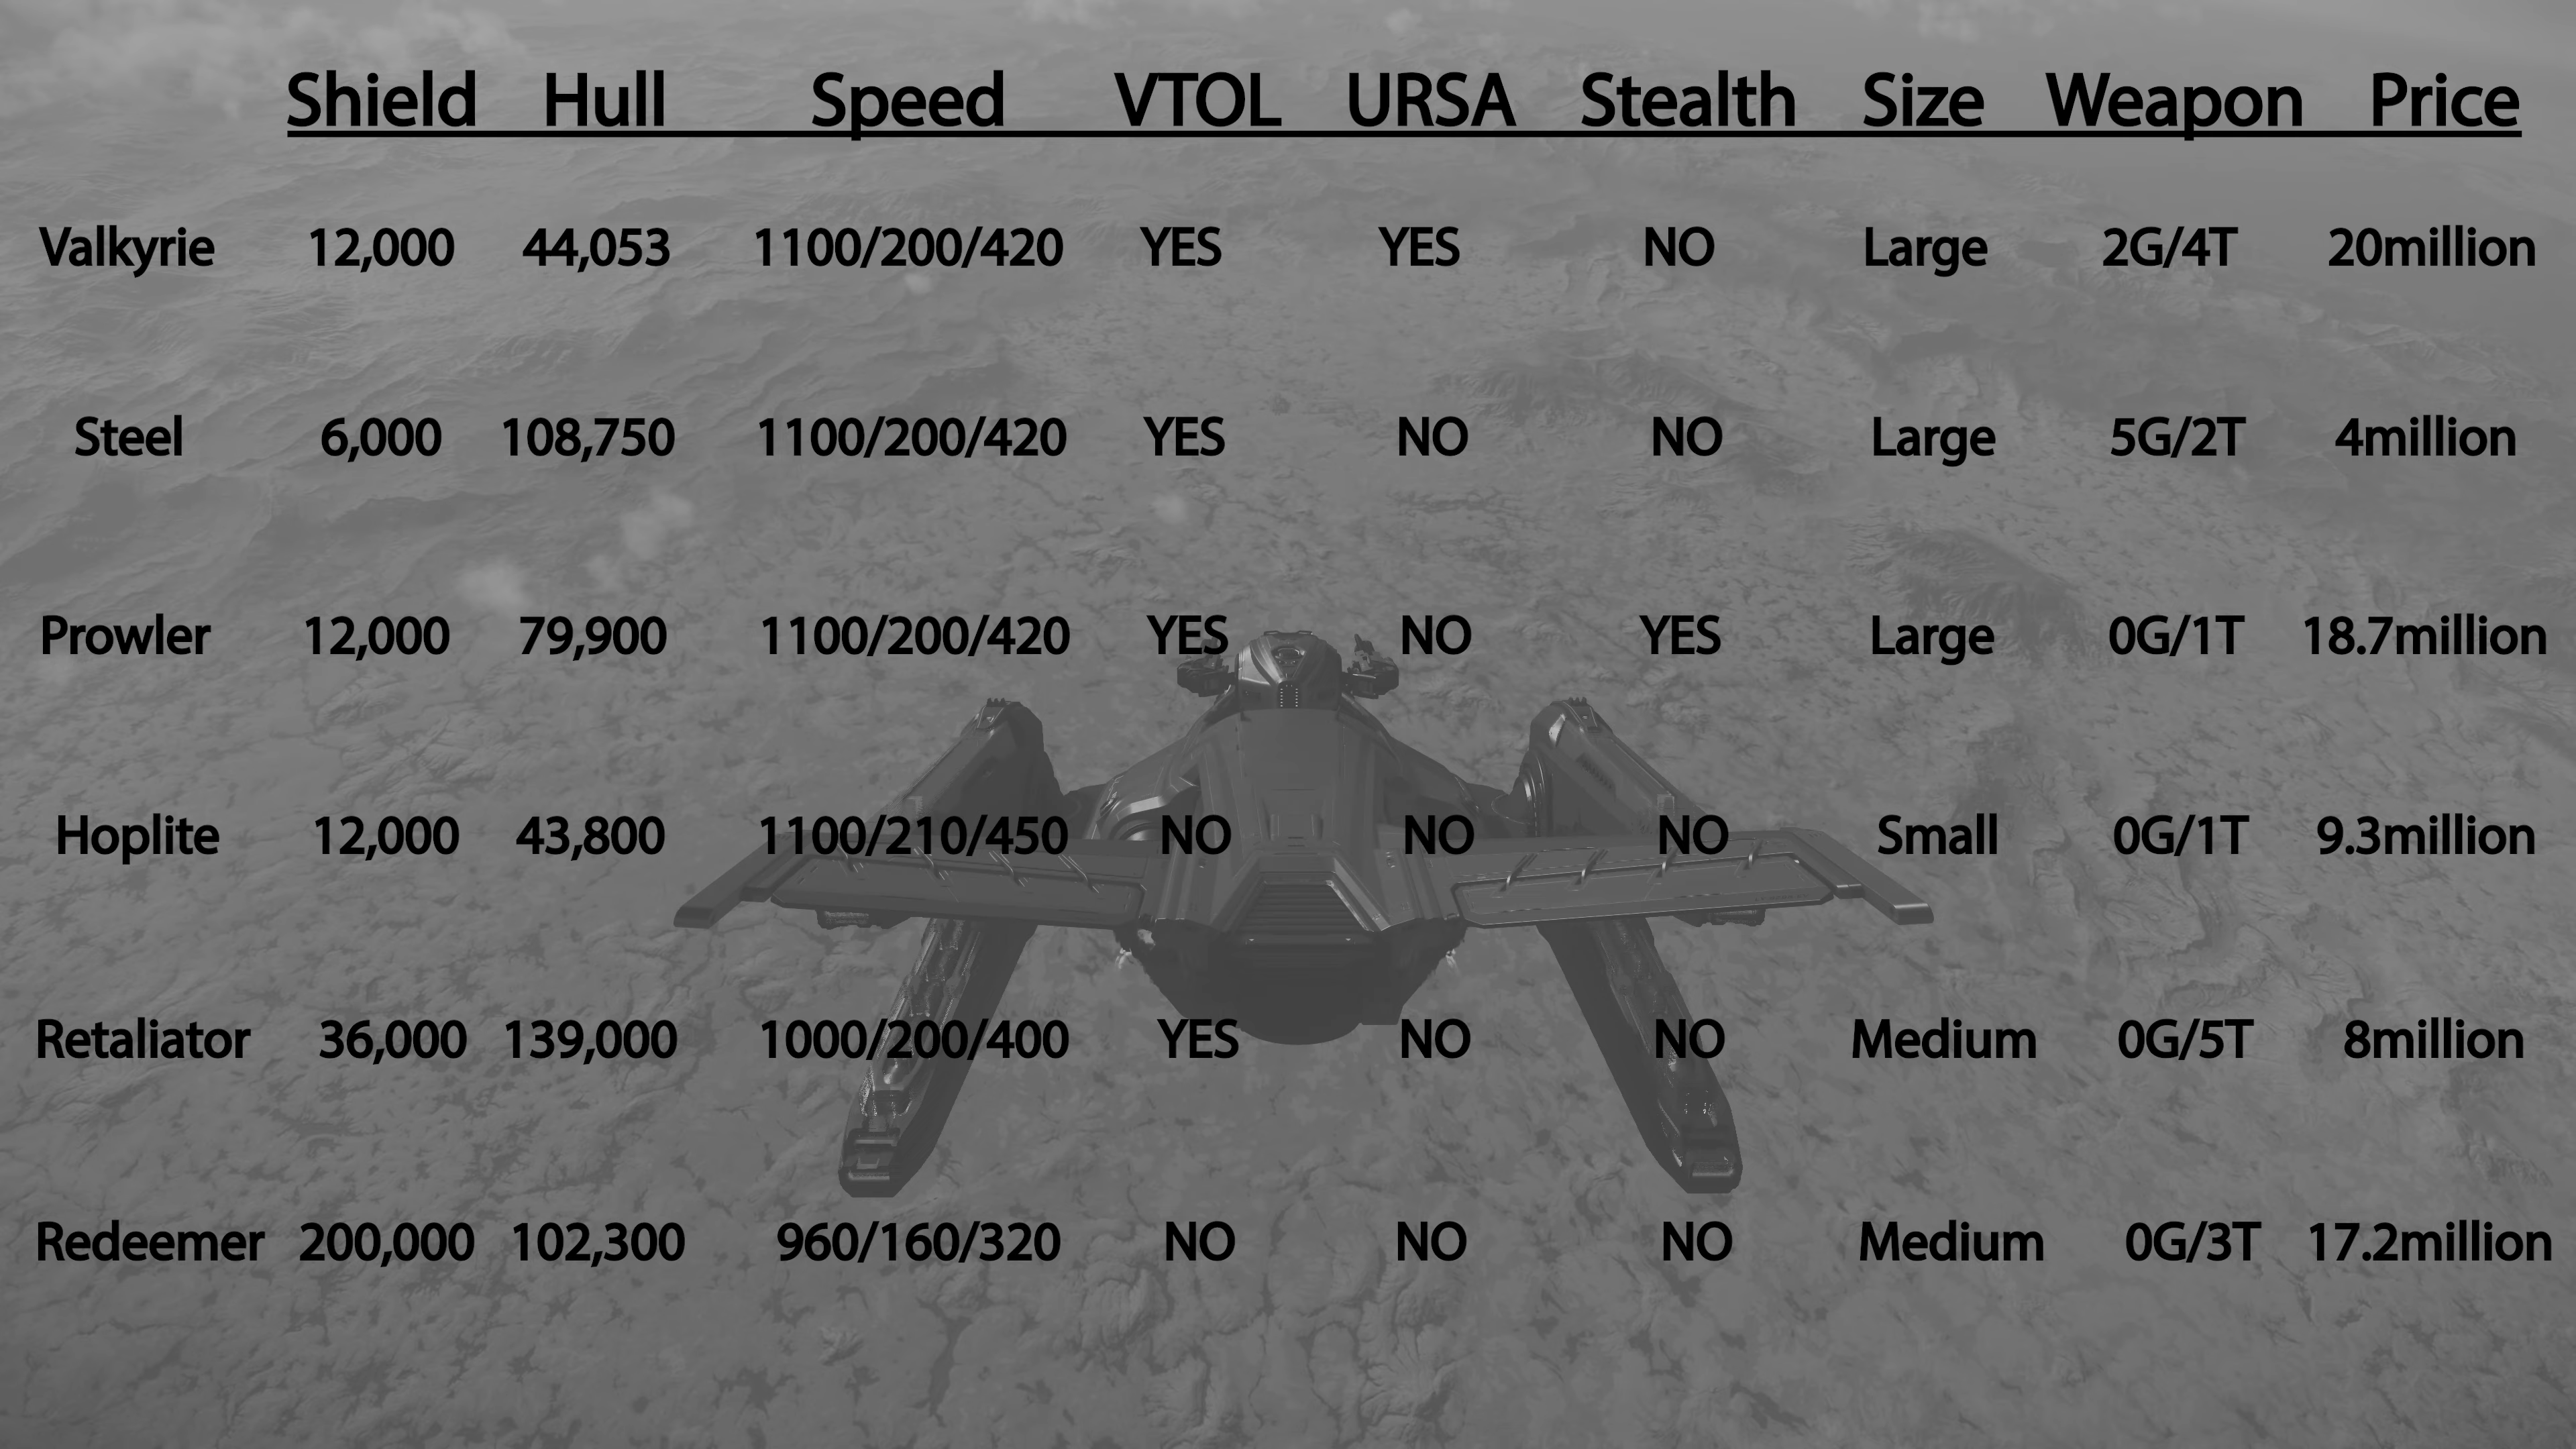 Shield Hull Speed VTOL URSA Stealth Size Weapon Price
Valkyrie 12,000 44,053 1100/200/420 YES YES NO Large 2G/4T 20million
Steel 6,000 108,750 1100/200/420 YES NO NO Large 5G/2T 4million
Prowler 12,000 79,900 1100/200/420 YES NO YES Large 0G/1T 18.7million
Hoplite 12,000 43,800 1100/210/450 NO NO NO Small 0G/1T 9.3million
Retaliator 36,000 139,000 1000/200/400 YES NO NO Medium 0G/5T 8million
Redeemer 200,000 102,300 960/160/320 NO NO NO Medium 0G/3T 17.2million